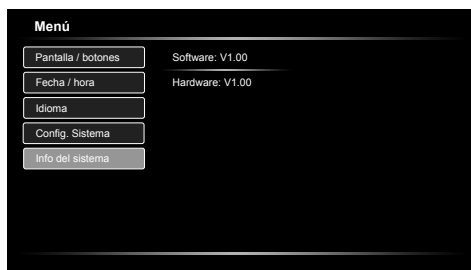 Menú
Pantalla / botones
Software: V1.00
Fecha / hora
Hardware: V1.00
Idioma
Config. Sistema
Info del sistema